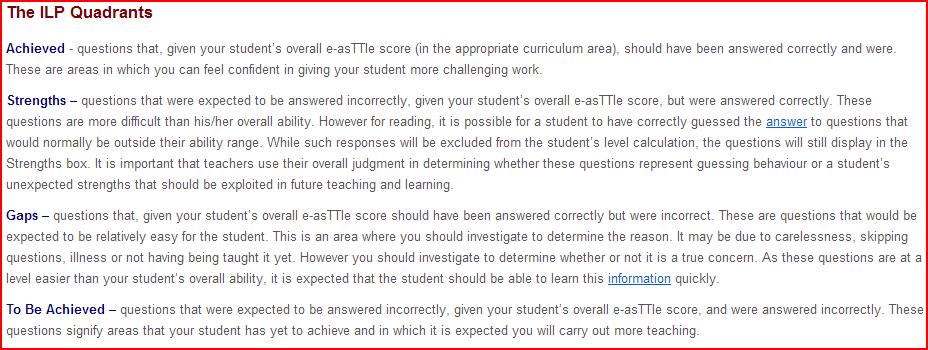 The ILP Quadrants
Achieved - questions that, given your student's overall e-asTTle score (in the appropriate curriculum area), should have been answered correctly and were.
These are areas in which you can feel confident in giving your student more challenging work.
Strengths – questions that were expected to be answered incorrectly, given your student's overall e-asTTle score, but were answered correctly. These
questions are more difficult than his/her overall ability. However for reading, it is possible for a student to have correctly guessed the answer to questions that
would normally be outside their ability range. While such responses will be excluded from the student's level calculation, the questions will still display in the
Strengths box. It is important that teachers use their overall judgment in determining whether these questions represent guessing behaviour or a student's
unexpected strengths that should be exploited in future teaching and learning.
Gaps – questions that, given your student's overall e-asTTle score should have been answered correctly but were incorrect. These are questions that would be
expected to be relatively easy for the student. This is an area where you should investigate to determine the reason. It may be due to carelessness, skipping
questions, illness or not having being taught it yet. However you should investigate to determine whether or not it is a true concern. As these questions are at a
level easier than your student's overall ability, it is expected that the student should be able to learn this information quickly.
To Be Achieved – questions that were expected to be answered incorrectly, given your student's overall e-asTTle score, and were answered incorrectly. These
questions signify areas that your student has yet to achieve and in which it is expected you will carry out more teaching.